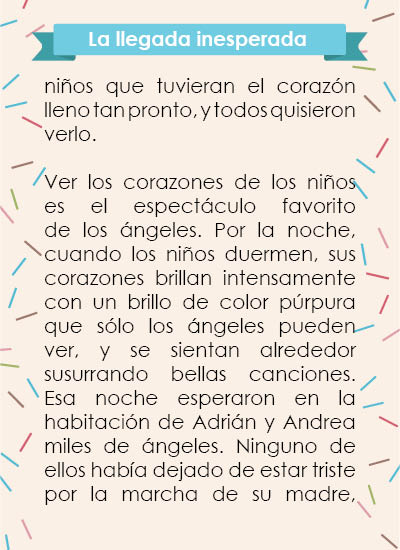 La llegada inesperada
niños que tuvieran el corazón
lleno tan pronto, y todos quisieron
verlo.
Ver los corazones de los niños
es el espectáculo favorito
de los ángeles. Por la noche,
cuando los niños duermen, sus
corazones brillan intensamente
con un brillo de color púrpura
que sólo los ángeles pueden
ver, y se sientan alrededor
susurrando bellas canciones.
Esa noche esperaron en la
habitación de Adrián y Andrea
miles de ángeles. Ninguno de
ellos había dejado de estar triste
por la marcha de su madre,